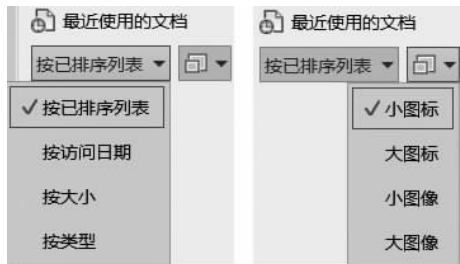 最近使用的文档
按已排序列表
按已排序列表
按访问日期
按大小
按类型
最近使用的文档
按已排序列表
小图标
大图标
小图像
大图像